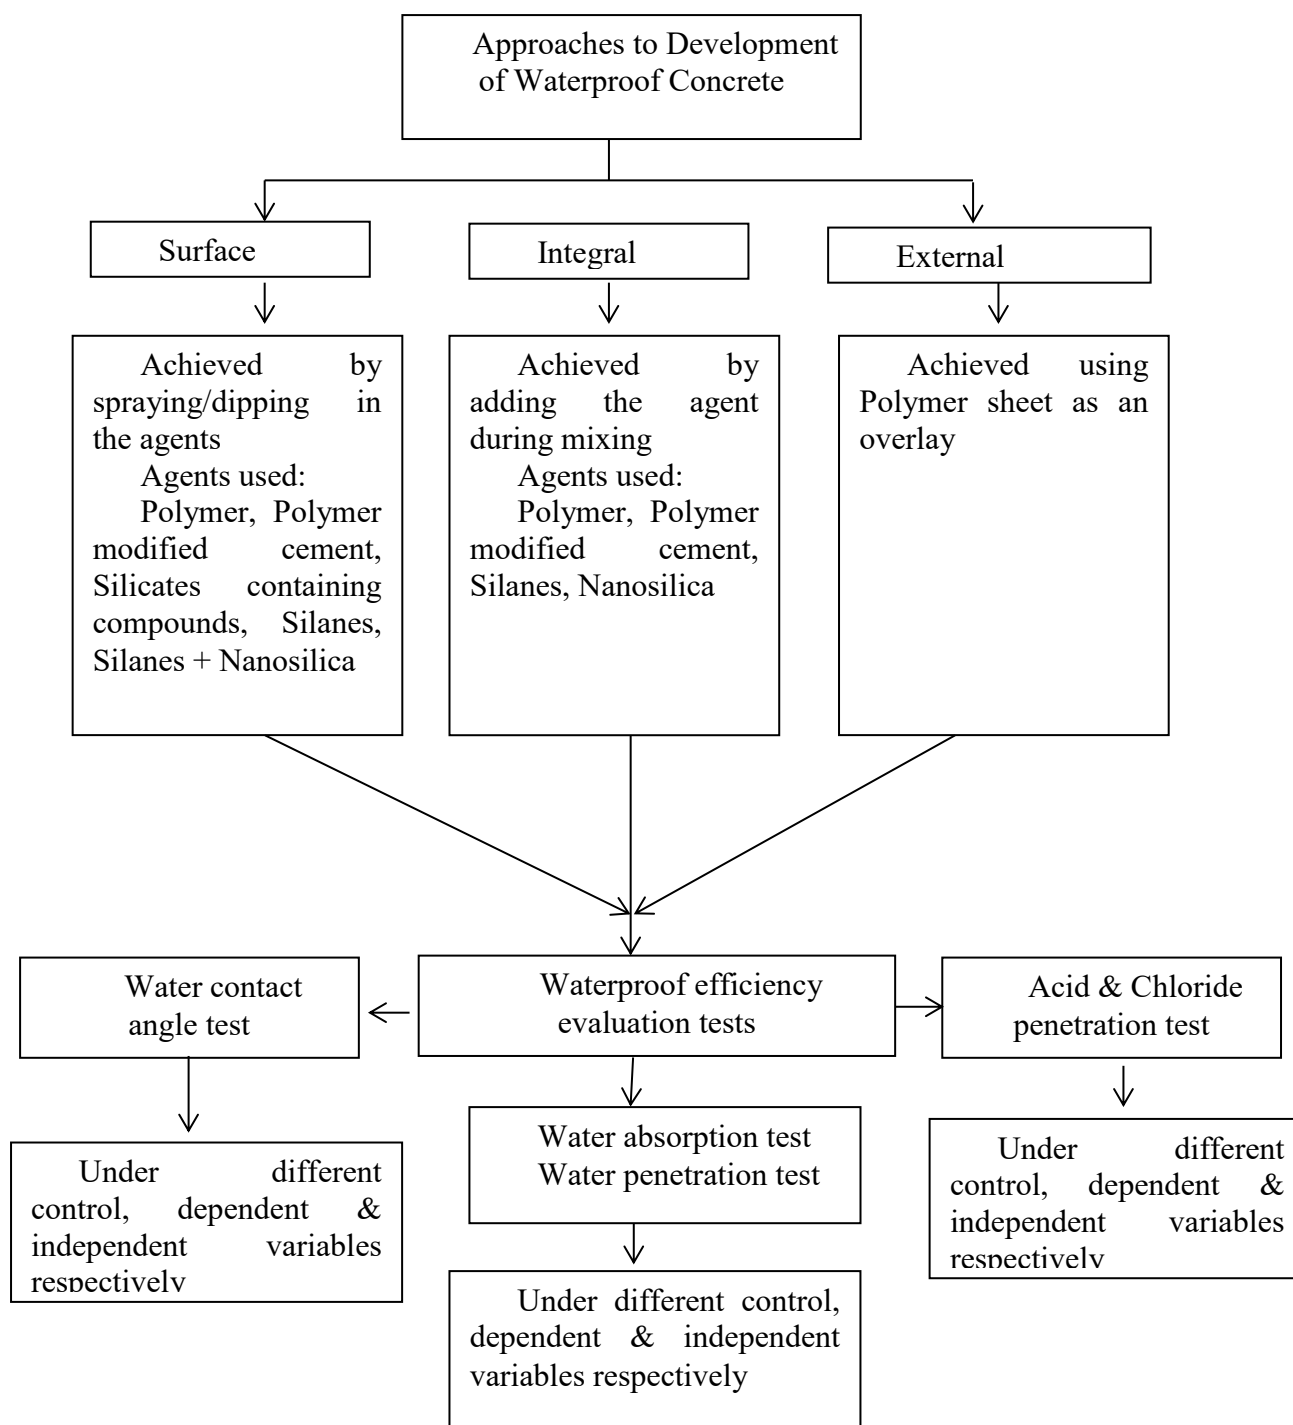 Approaches to Development
of Waterproof Concrete
Surface
Integral
External
Achieved by
spraying/dipping in
the agents
Agents used:
Polymer, Polymer
modified cement,
Silicates containing
compounds, Silanes,
Silanes + Nanosilica
Achieved by
adding the agent
during mixing
Agents used:
Polymer, Polymer
modified cement,
Silanes, Nanosilica
Achieved using
Polymer sheet as an
overlay
Water contact
angle test
Waterproof efficiency
evaluation tests
Acid & Chloride
penetration test
Under different
control, dependent &
independent variables
respectively
Water absorption test
Water penetration test
Under different
control, dependent &
independent variables
respectively
Under different control,
dependent & independent
variables respectively